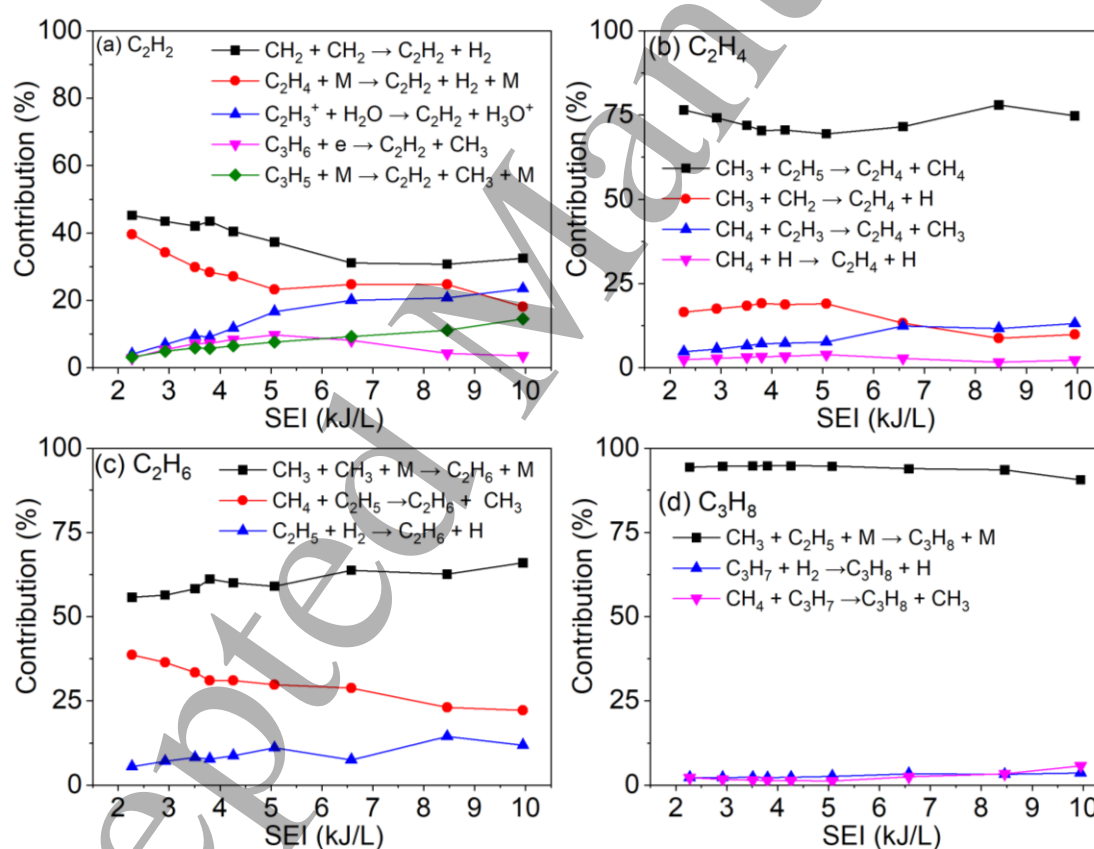 (a) C₂H₂
CH₂ + CH₂ → C₂H₂ + H₂
C₂H₄ + M → C₂H₂ + H₂ + M
C₂H₃⁺ + H₂O → C₂H₂ + H₃O⁺
C₃H₆ + e → C₂H₂ + CH₃
C₃H₅ + M → C₂H₂ + CH₃ + M
Contribution (%)
100
80
60
40
20
0
2 3 4 5 6 7 8 9 10
SEI (kJ/L)
(b) C₂H₄
CH₃ + C₂H₅ → C₂H₄ + CH₄
CH₃ + CH₂ → C₂H₄ + H
CH₄ + C₂H₃ → C₂H₄ + CH₃
CH₄ + H → C₂H₄ + H
Contribution (%)
100
75
50
25
0
2 3 4 5 6 7 8 9 10
SEI (kJ/L)
(c) C₂H₆
CH₃ + CH₃ + M → C₂H₆ + M
CH₄ + C₂H₅ → C₂H₆ + CH₃
C₂H₅ + H₂ → C₂H₆ + H
Contribution (%)
100
75
50
25
0
2 3 4 5 6 7 8 9 10
SEI (kJ/L)
(d) C₃H₈
CH₃ + C₂H₅ + M → C₃H₈ + M
C₃H₇ + H₂ → C₃H₈ + H
CH₄ + C₃H₇ → C₃H₈ + CH₃
Contribution (%)
100
75
50
25
0
2 3 4 5 6 7 8 9 10
SEI (kJ/L)
epted Man